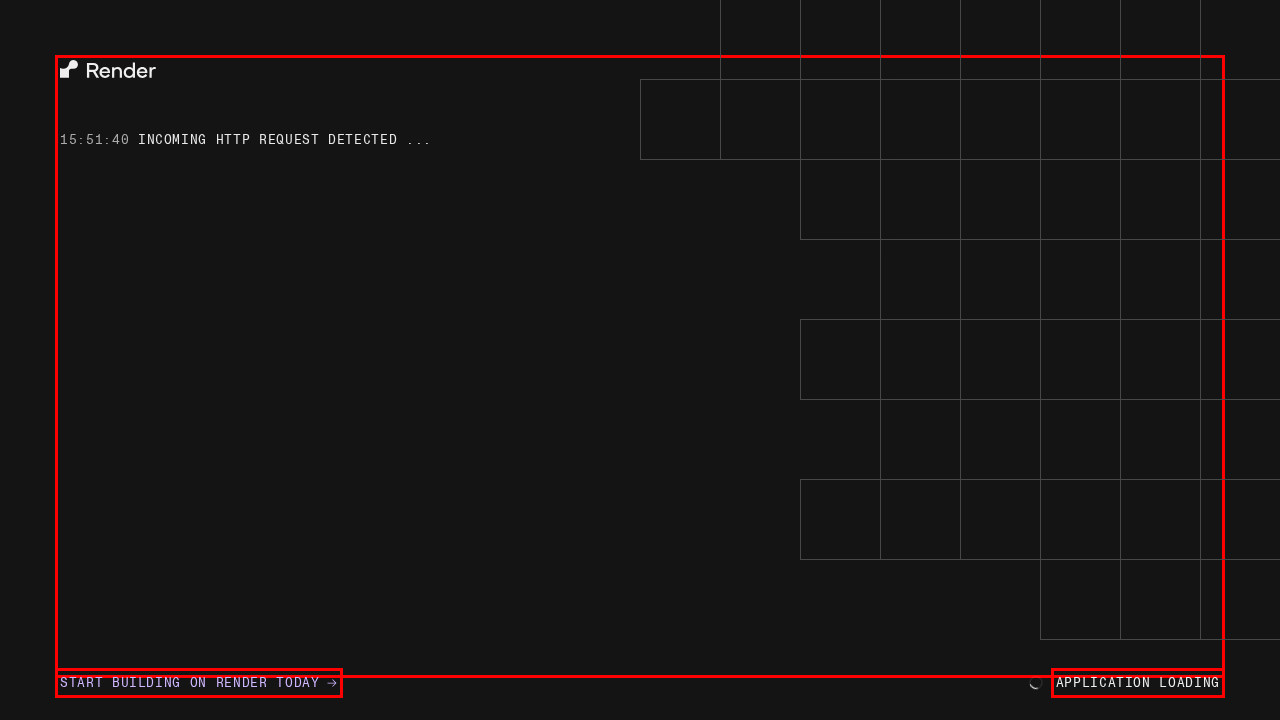 Render
15:51:40 INCOMING HTTP REQUEST DETECTED ...
START BUILDING ON RENDER TODAY →
APPLICATION LOADING